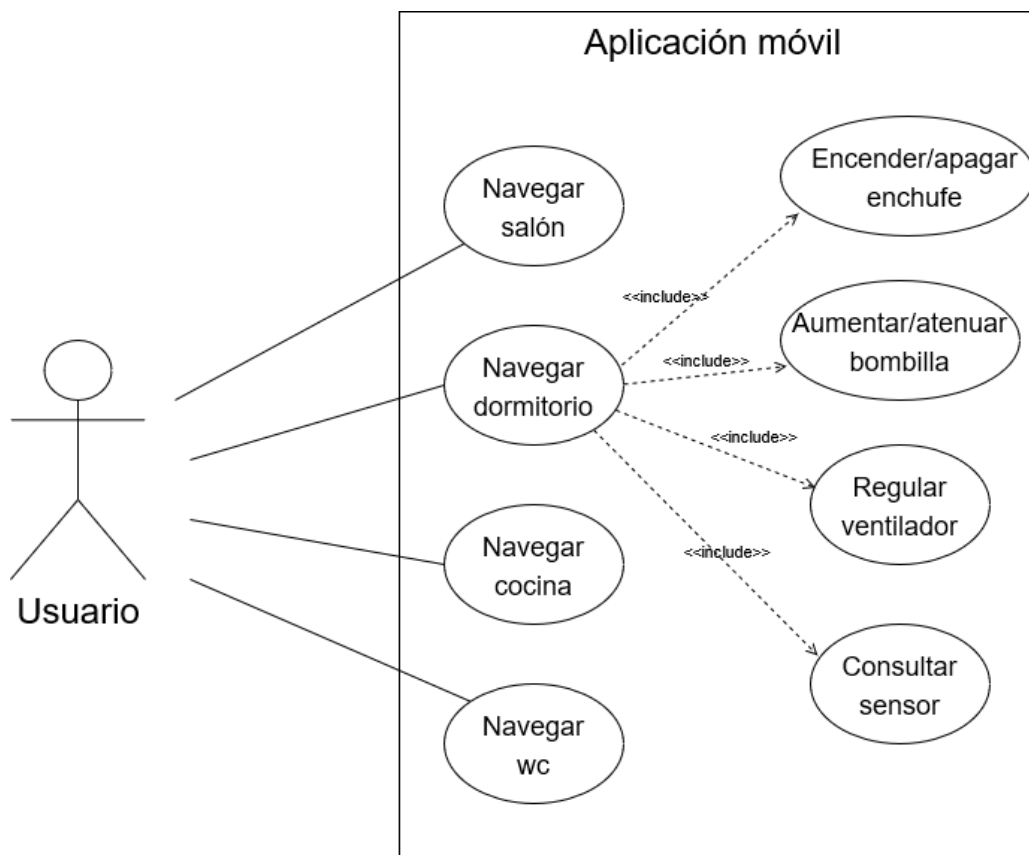 Aplicación móvil
Encender/apagar
enchufe
Navegar
salón
<<include>>
Aumentar/atenuar
bombilla
<<include>>
Navegar
dormitorio
<<include>>
Regular
ventilador
Navegar
cocina
<<include>>
Usuario
Consultar
sensor
Navegar
wc